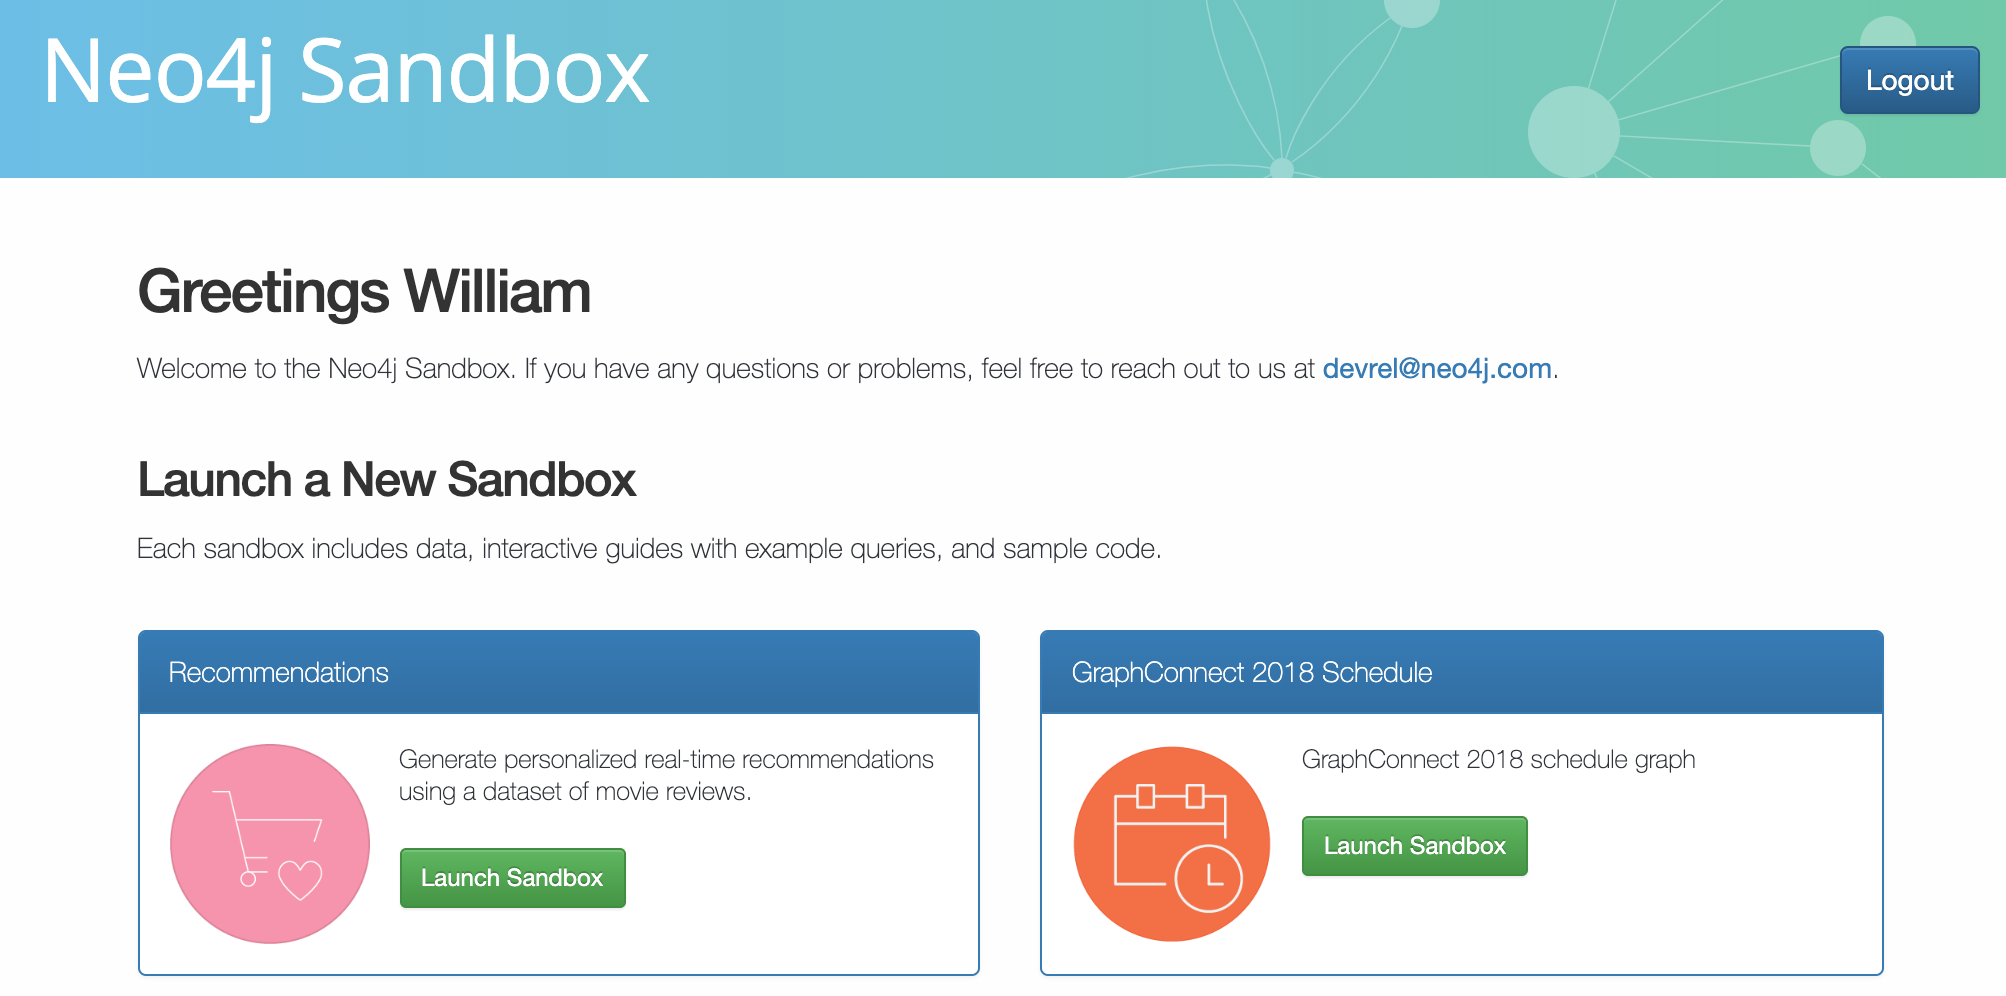 Neo4j Sandbox
Logout
Greetings William
Welcome to the Neo4j Sandbox. If you have any questions or problems, feel free to reach out to us at devrel@neo4j.com.
Launch a New Sandbox
Each sandbox includes data, interactive guides with example queries, and sample code.
Recommendations
Generate personalized real-time recommendations
using a dataset of movie reviews.
Launch Sandbox
GraphConnect 2018 Schedule
GraphConnect 2018 schedule graph
Launch Sandbox